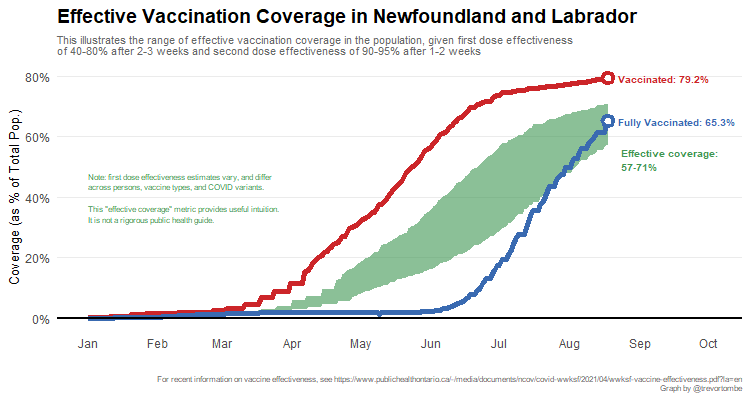 Effective Vaccination Coverage in Newfoundland and Labrador
This illustrates the range of effective vaccination coverage in the population, given first dose effectiveness
of 40-80% after 2-3 weeks and second dose effectiveness of 90-95% after 1-2 weeks
Coverage (as % of Total Pop.)
80%
60%
40%
20%
0%
Vaccinated: 79.2%
Fully Vaccinated: 65.3%
Effective coverage:
57-71%
Note: first dose effectiveness estimates vary, and differ
across persons, vaccine types, and COVID variants.
This "effective coverage" metric provides useful intuition.
It is not a rigorous public health guide.
Jan Feb Mar Apr May Jun Jul Aug Sep Oct
For recent information on vaccine effectiveness, see https://www.publichealthontario.ca/-/media/documents/ncov/covid-wwksf/2021/04/wwksf-vaccine-effectiveness.pdf?la=en
Graph by @trevortombe